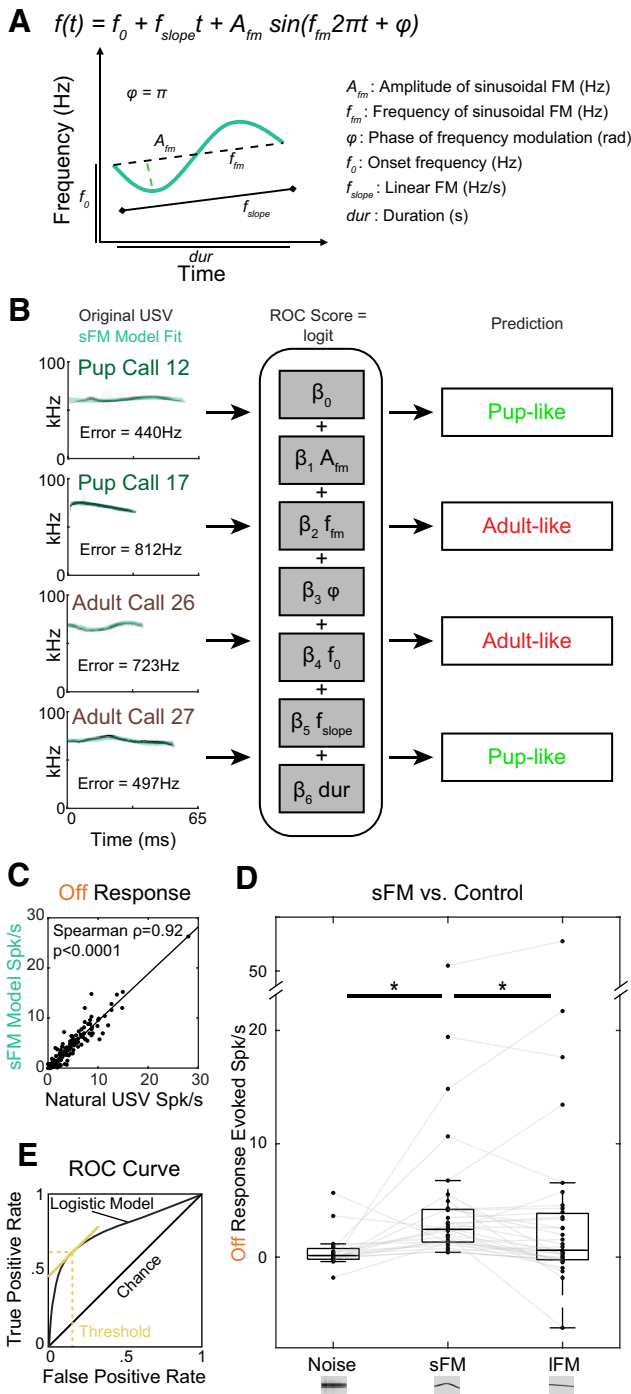 A
f(t) = f0 + fslope t + Afm sin(fm2πt + φ)
Frequency (Hz)
φ = π
Afm
ffm
f0
fslope
dur
Time
Afm : Amplitude of sinusoidal FM (Hz)
ffm : Frequency of sinusoidal FM (Hz)
φ : Phase of frequency modulation (rad)
f0 : Onset frequency (Hz)
fslope : Linear FM (Hz/s)
dur : Duration (s)
B
Original USV
sFM Model Fit
ROC Score =
logit
Prediction
Pup Call 12
100
kHz
0
Error = 440Hz
Pup Call 17
100
kHz
0
Error = 812Hz
Adult Call 26
100
kHz
0
Error = 723Hz
Adult Call 27
100
kHz
0
Error = 497Hz
0
65
Time (ms)
β0
+
β1 Afm
+
β2 ffm
+
β3 φ
+
β4 f0
+
β5 fslope
+
β6 dur
Pup-like
Adult-like
Adult-like
Pup-like
C
Off Response
sFM Model Spk/s
Spearman ρ=0.92
p<0.0001
30
20
10
0
0
10
20
30
Natural USV Spk/s
D
sFM vs. Control
Off Response Evoked Spk/s
50
20
10
0
*
*
Noise
sFM
lFM
E
ROC Curve
True Positive Rate
1
.5
0
Logistic Model
Chance
Threshold
0
.5
1
False Positive Rate